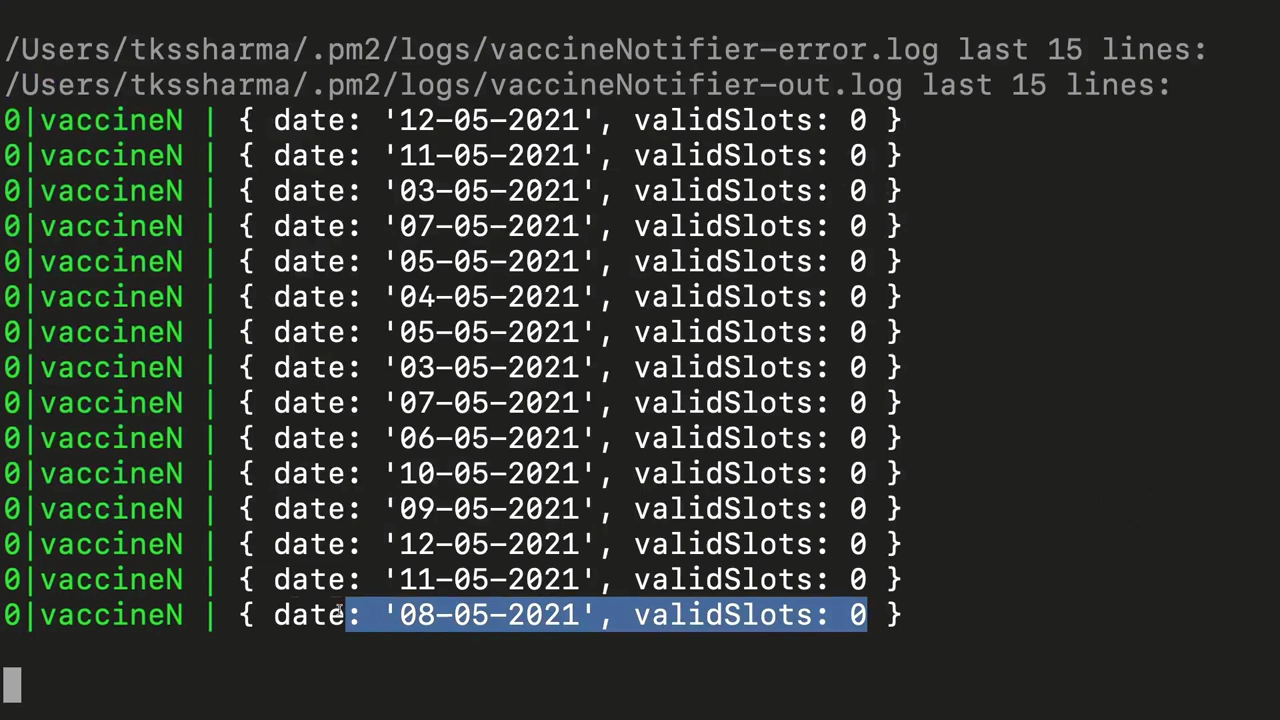 /Users/tkssharma/.pm2/logs/vaccineNotifier-error.log last 15 lines:
/Users/tkssharma/.pm2/logs/vaccineNotifier-out.log last 15 lines:
0|vaccineN | { date: '12-05-2021', validSlots: 0 }
0|vaccineN | { date: '11-05-2021', validSlots: 0 }
0|vaccineN | { date: '03-05-2021', validSlots: 0 }
0|vaccineN | { date: '07-05-2021', validSlots: 0 }
0|vaccineN | { date: '05-05-2021', validSlots: 0 }
0|vaccineN | { date: '04-05-2021', validSlots: 0 }
0|vaccineN | { date: '05-05-2021', validSlots: 0 }
0|vaccineN | { date: '03-05-2021', validSlots: 0 }
0|vaccineN | { date: '07-05-2021', validSlots: 0 }
0|vaccineN | { date: '06-05-2021', validSlots: 0 }
0|vaccineN | { date: '10-05-2021', validSlots: 0 }
0|vaccineN | { date: '09-05-2021', validSlots: 0 }
0|vaccineN | { date: '12-05-2021', validSlots: 0 }
0|vaccineN | { date: '11-05-2021', validSlots: 0 }
0|vaccineN | { date: '08-05-2021', validSlots: 0 }